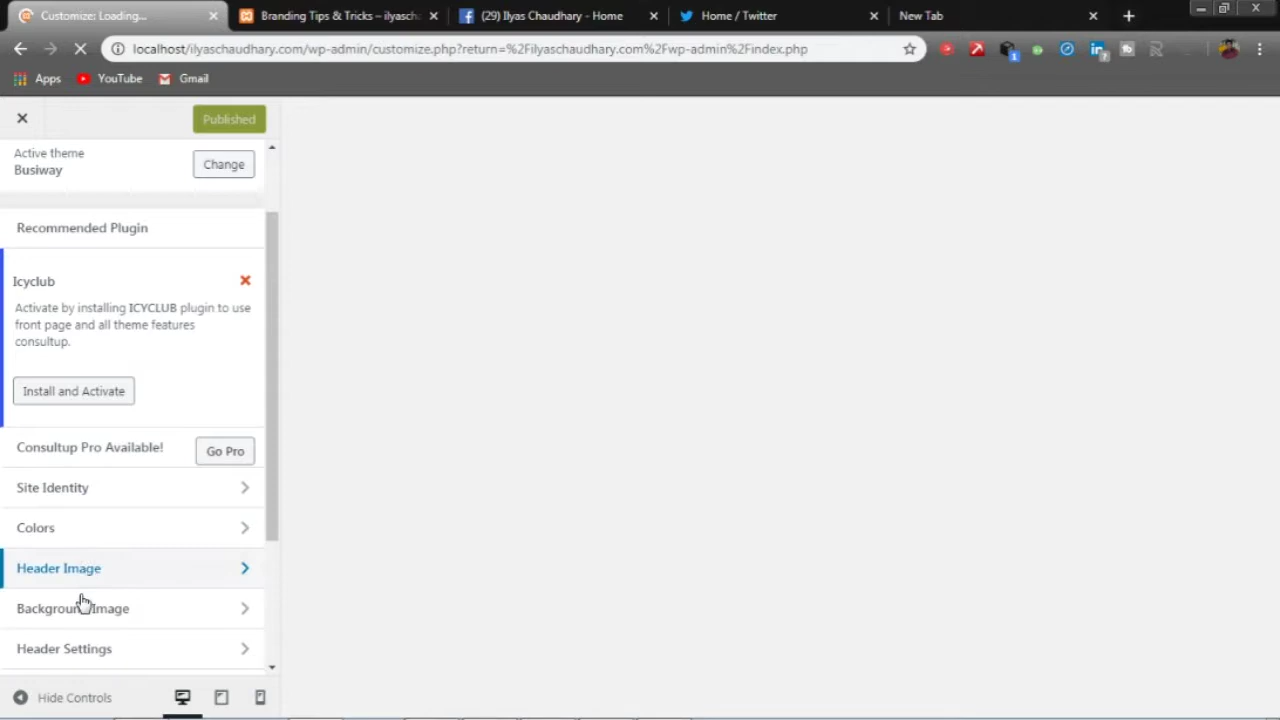 Customize: Loading...
Branding Tips & Tricks ~ ilyasch
(29) Ilyas Chaudhary - Home
Home / Twitter
New Tab
localhost/ilyaschaudhary.com/wp-admin/customize.php?return=%2Filyaschaudhary.com%2Fwp-admin%2Findex.php
Apps
YouTube
Gmail
Published
Active theme
Busiway
Change
Recommended Plugin
Icyclub
Activate by installing ICYCLUB plugin to use
front page and all theme features
consultup.
Install and Activate
Consultup Pro Available!
Go Pro
Site Identity
Colors
Header Image
Background Image
Header Settings
Hide Controls